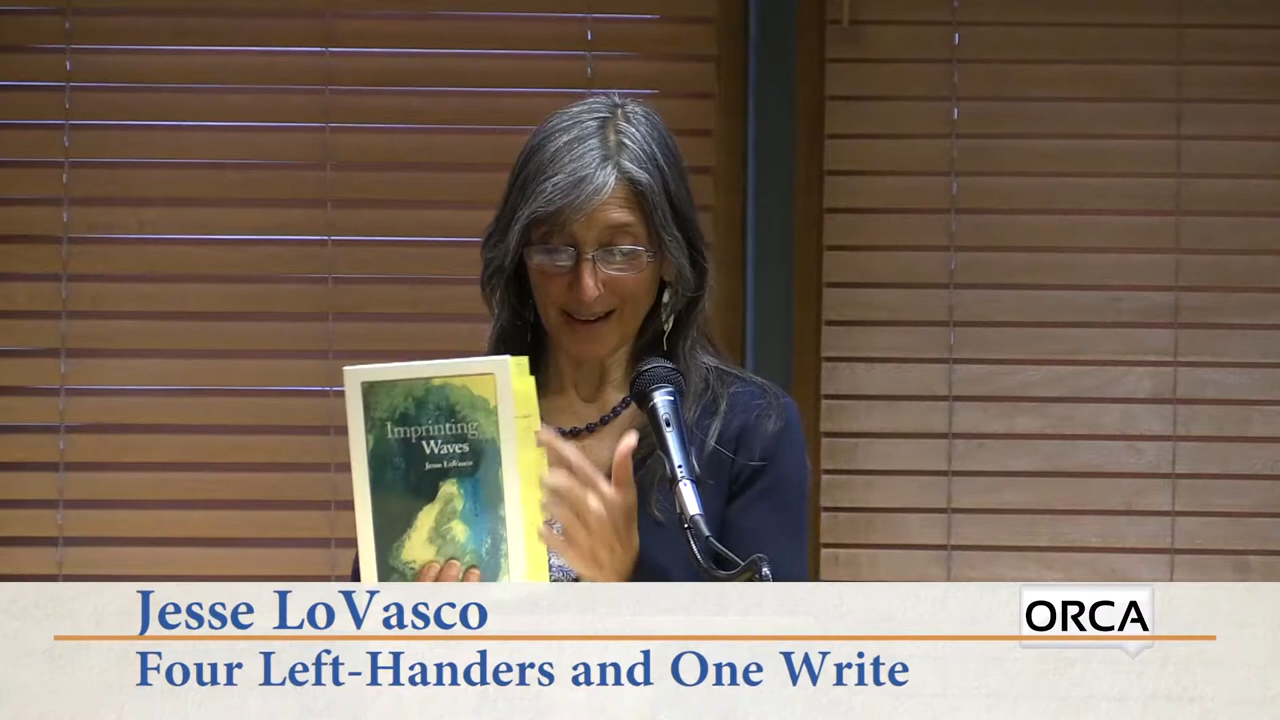 Imprinting
Waves
Jesse LoVasco
Jesse LoVasco
ORCA
Four Left-Handers and One Write